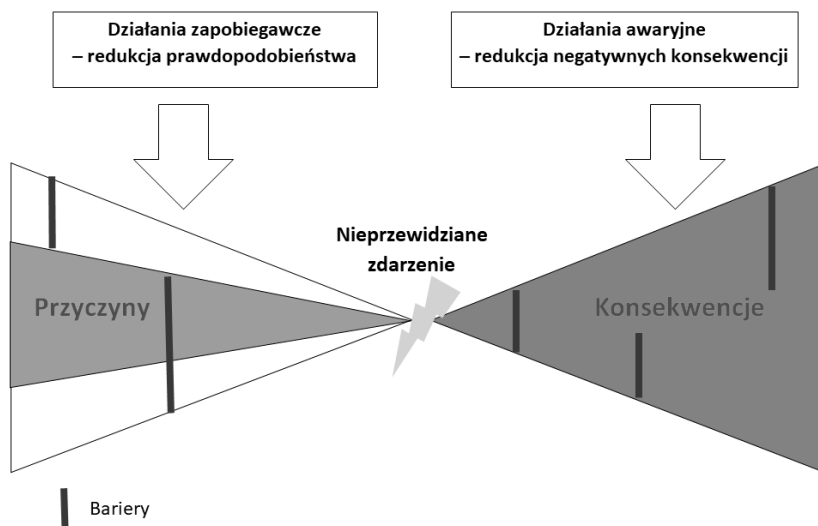 Działania zapobiegawcze
– redukcja prawdopodobieństwa
Działania awaryjne
– redukcja negatywnych konsekwencji
Nieprzewidziane
zdarzenie
Przyczyny
Konsekwencje
Bariery